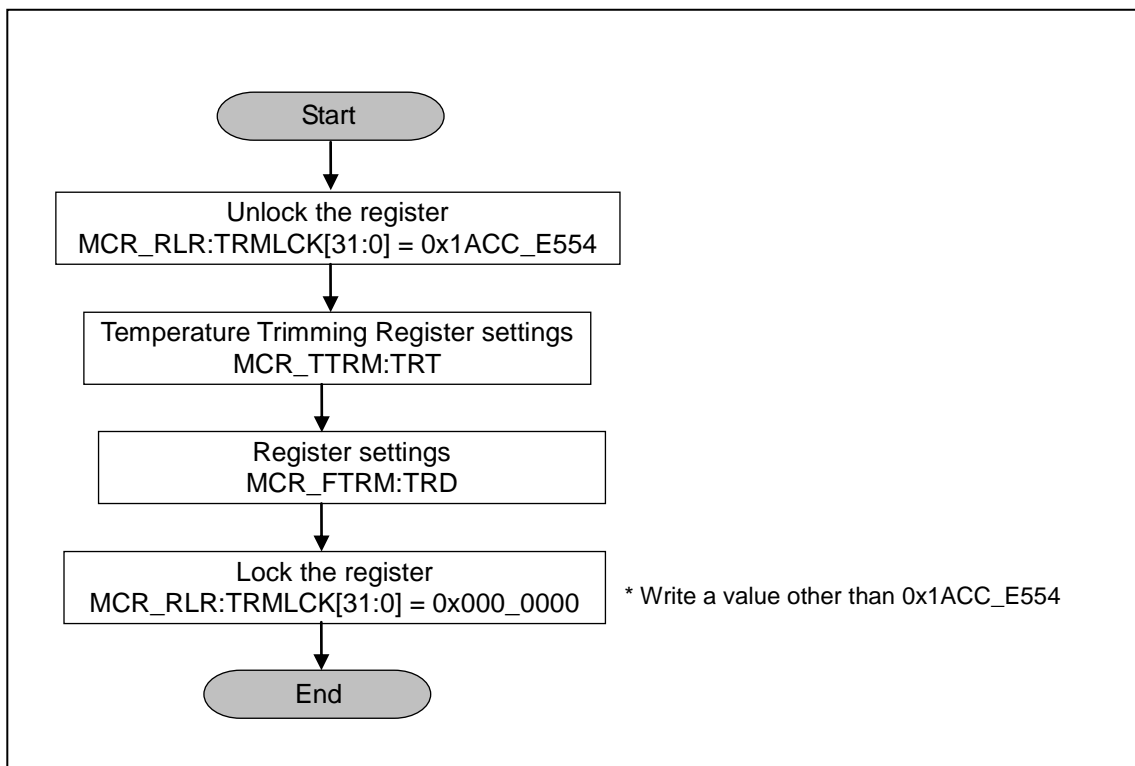 Start
Unlock the register
MCR_RLR:TRMLCK[31:0] = 0x1ACC_E554
Temperature Trimming Register settings
MCR_TTRM:TRT
Register settings
MCR_FTRM:TRD
Lock the register
MCR_RLR:TRMLCK[31:0] = 0x000_0000
* Write a value other than 0x1ACC_E554
End